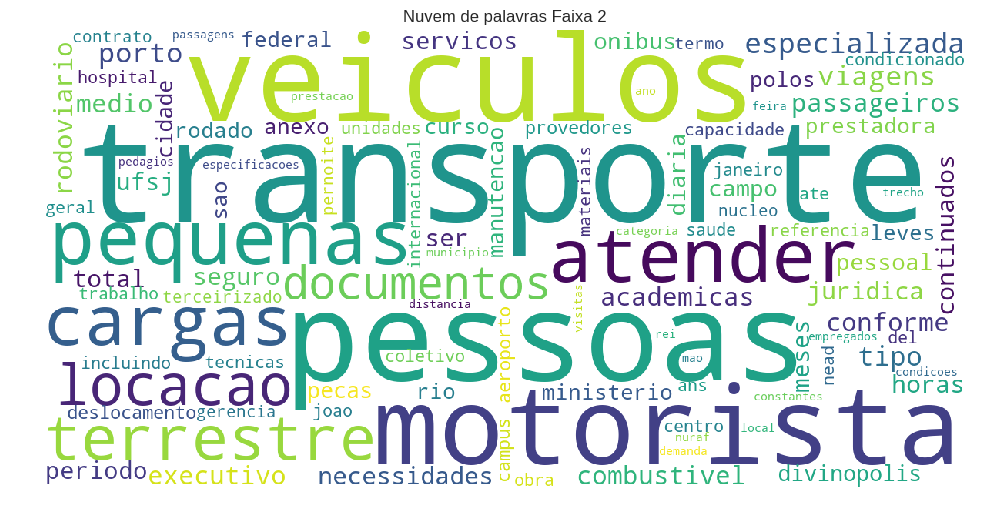 Nuvem de palavras Faixa 2
contrato
passagens
federal
servicos
onibus
termo
especializada
porto
veiculos
condicionado
hospital
polos
viagens
prestacao
ano
medio
cidade
feira
passageiros
rodoviario
rodado
anexo
unidades
curso
provedores
capacidade
prestadora
transporte
pedagios
especificacoes
pernoite
internacional
manutencao
materiais
diaria
janeiro
ufsj
sao
campo
ate
trecho
geral
nucleo
pequenas
ser
atender
categoria
saude
referencia
leves
continuados
municipio
total
seguro
documentos
pessoal
trabalho
terceirizado
distancia
visitas
academicas
juridica
cargas
pessoas
aeroporto
conforme
rei
meses
empregados
del
incluindo
tecnicas
coletivo
mao
nead
tipo
condicoes
locacao
pecas
rio
ministerio
ans
constantes
horas
deslocamento
gerencia
joao
motorista
centro
local
terrestre
nuraf
demanda
periodo
executivo
necessidades
campus
obra
combustivel
divinopolis